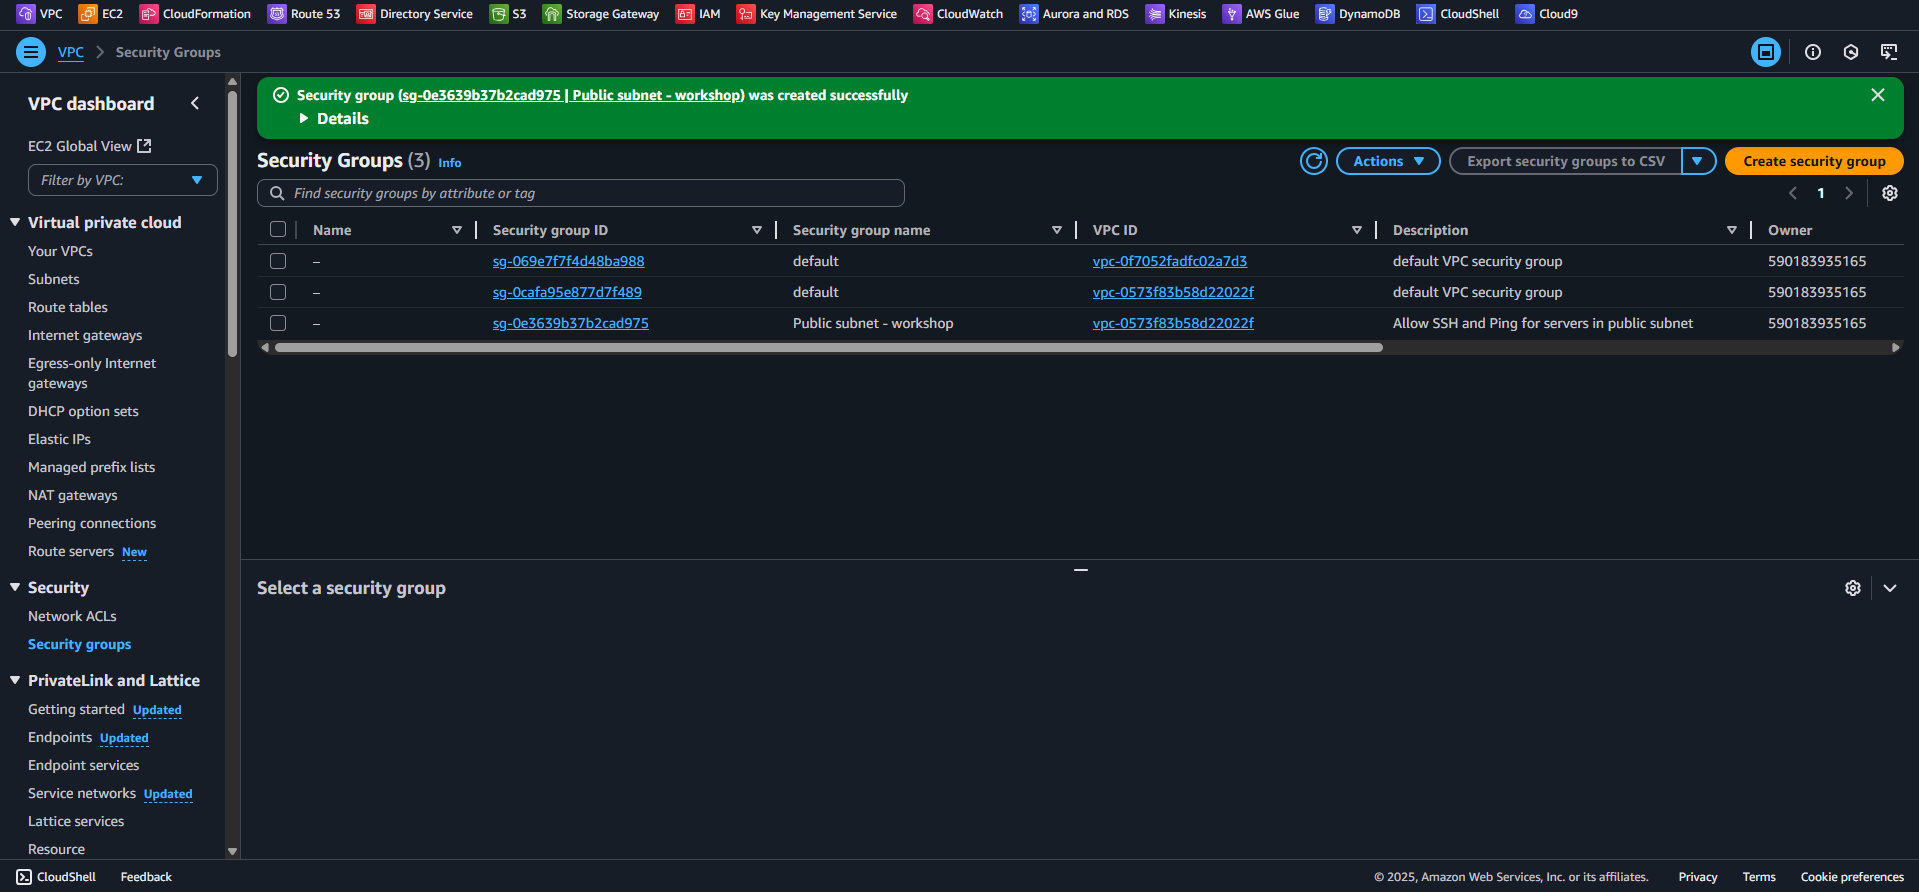 VPC EC2 CloudFormation Route 53 Directory Service S3 Storage Gateway IAM Key Management Service CloudWatch Aurora and RDS Kinesis AWS Glue DynamoDB CloudShell Cloud9
VPC Security Groups
VPC dashboard
EC2 Global View
Filter by VPC:
Virtual private cloud
Your VPCs
Subnets
Route tables
Internet gateways
Egress-only Internet
gateways
DHCP option sets
Elastic IPs
Managed prefix lists
NAT gateways
Peering connections
Route servers New
Security
Network ACLs
Security groups
PrivateLink and Lattice
Getting started Updated
Endpoints Updated
Endpoint services
Service networks Updated
Lattice services
Resource
Security group (sg-0e3639b37b2cad975 | Public subnet - workshop) was created successfully
Details
Security Groups (3) Info
Actions Export security groups to CSV Create security group
Find security groups by attribute or tag
1
Name Security group ID Security group name VPC ID Description Owner
– sg-069e7f7f4d48ba988 default vpc-0f7052fadfc02a7d3 default VPC security group 590183935165
– sg-0cafa95e877d7f489 default vpc-0573f83b58d22022f default VPC security group 590183935165
– sg-0e3639b37b2cad975 Public subnet - workshop vpc-0573f83b58d22022f Allow SSH and Ping for servers in public subnet 590183935165
Select a security group
CloudShell Feedback © 2025, Amazon Web Services, Inc. or its affiliates. Privacy Terms Cookie preferences